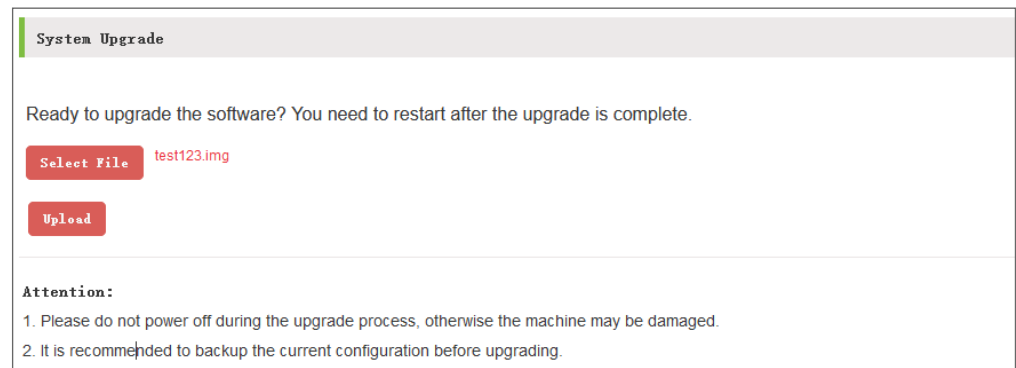 System Upgrade
Ready to upgrade the software? You need to restart after the upgrade is complete.
Select File test123.img
Upload
Attention:
1. Please do not power off during the upgrade process, otherwise the machine may be damaged.
2. It is recommended to backup the current configuration before upgrading.